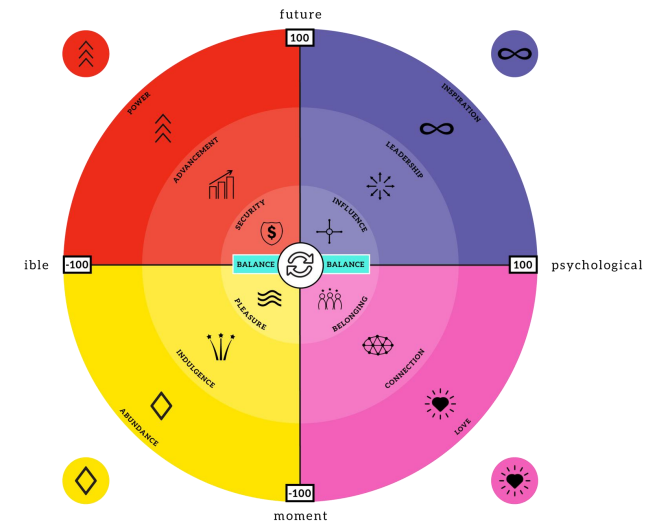 future
100
POWER
INSPIRATION
ADVANCEMENT
LEADERSHIP
SECURITY
INFLUENCE
$
ible
-100
BALANCE
BALANCE
100
psychological
PLEASURE
BELONGING
INDULGENCE
CONNECTION
ABUNDANCE
LOVE
-100
moment